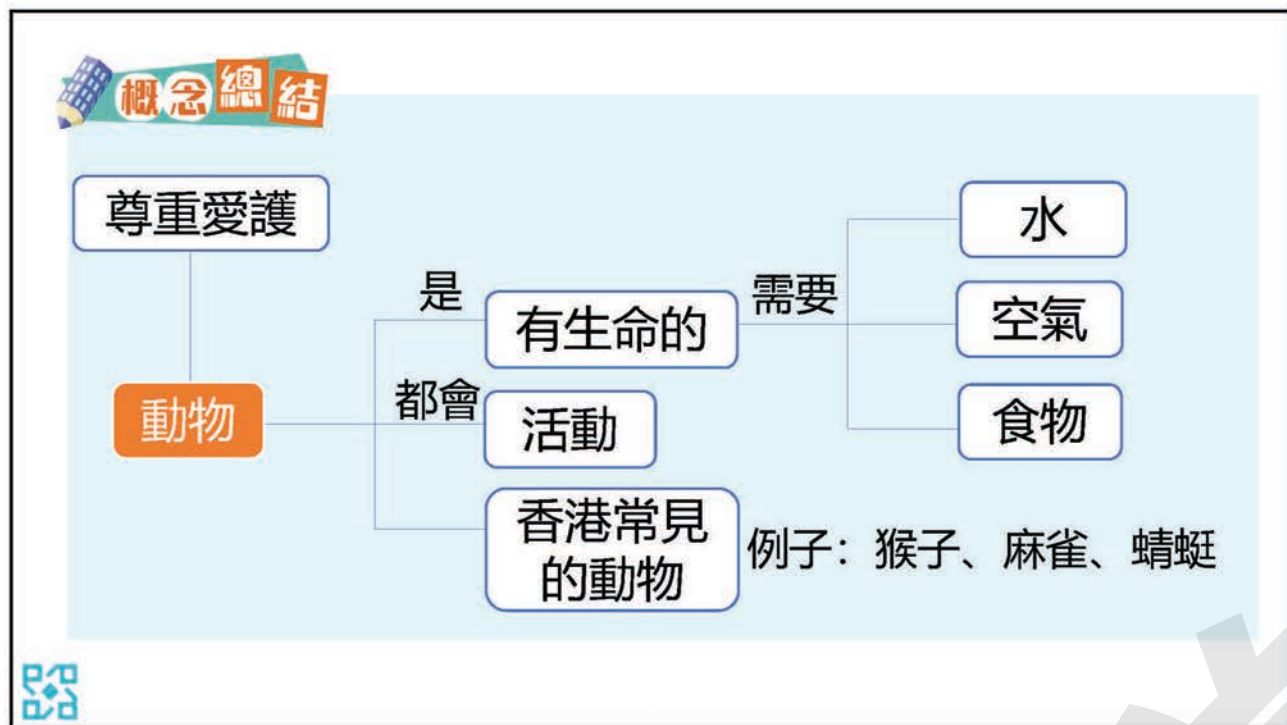 概念總結
尊重愛護
動物
是
有生命的
需要
水
空氣
食物
都會
活動
香港常見
的動物
例子：猴子、麻雀、蜻蜓